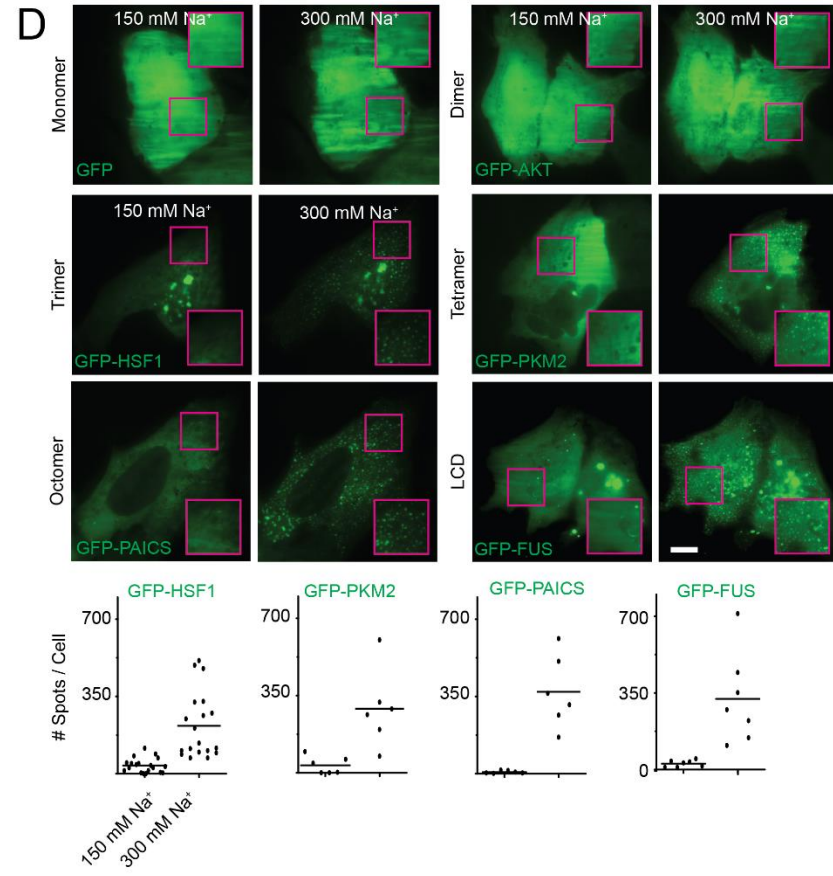 D
150 mM Na⁺ 300 mM Na⁺ 150 mM Na⁺ 300 mM Na⁺
Monomer
GFP
Dimer
GFP-AKT
150 mM Na⁺ 300 mM Na⁺
Trimer
GFP-HSF1
Tetramer
GFP-PKM2
Octomer
GFP-PAICS
LCD
GFP-FUS
GFP-HSF1 GFP-PKM2 GFP-PAICS GFP-FUS
# Spots / Cell
700 700 700 700
350 350 350 350
0
150 mM Na⁺
300 mM Na⁺